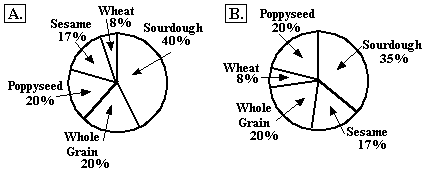 A.
Wheat
8%
Sesame
17%
Sourdough
40%
Poppyseed
20%
Whole
Grain
20%
B.
Poppyseed
20%
Sourdough
35%
Wheat
8%
Whole
Grain
20%
Sesame
17%